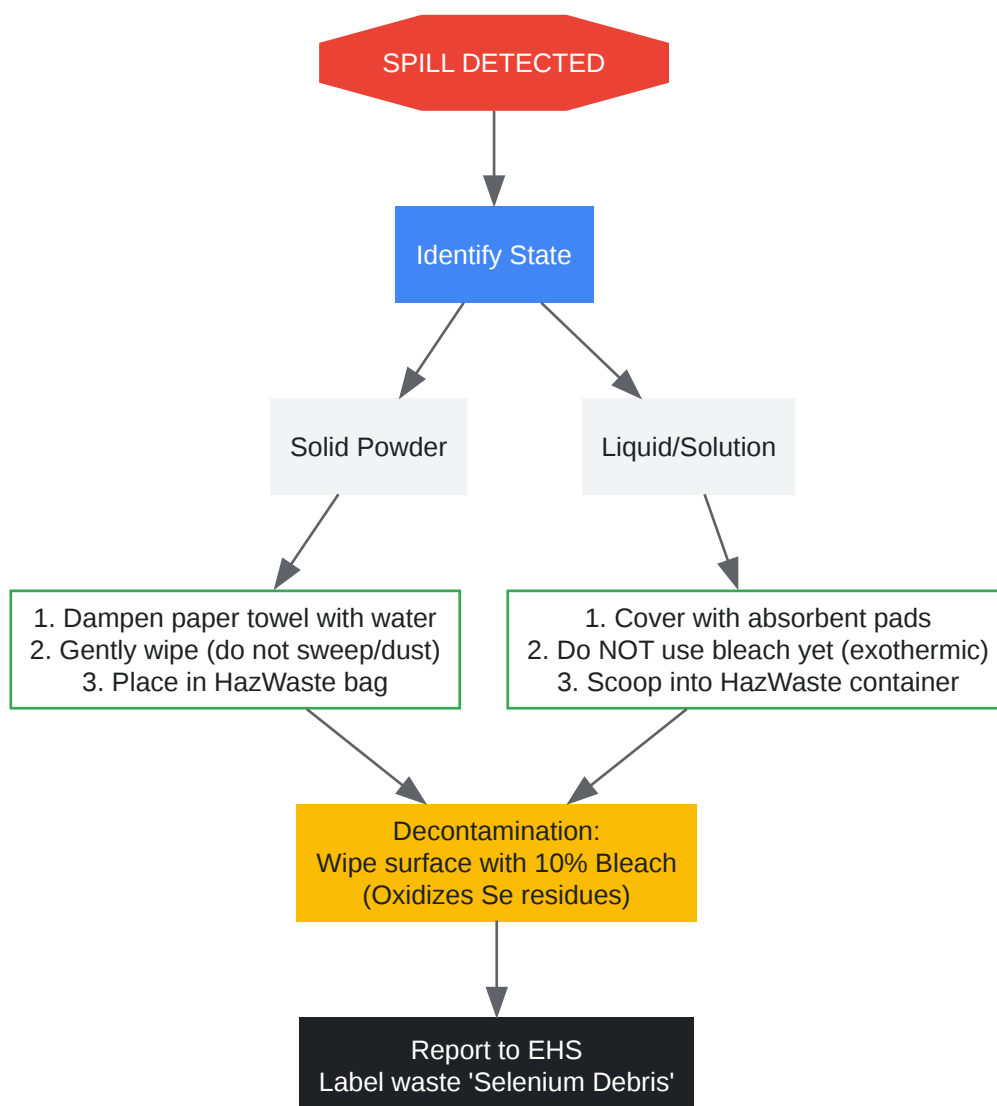 SPILL DETECTED
Identify State
Solid Powder
Liquid/Solution
1. Dampen paper towel with water
2. Gently wipe (do not sweep/dust)
3. Place in HazWaste bag
1. Cover with absorbent pads
2. Do NOT use bleach yet (exothermic)
3. Scoop into HazWaste container
Decontamination:
Wipe surface with 10% Bleach
(Oxidizes Se residues)
Report to EHS
Label waste 'Selenium Debris'